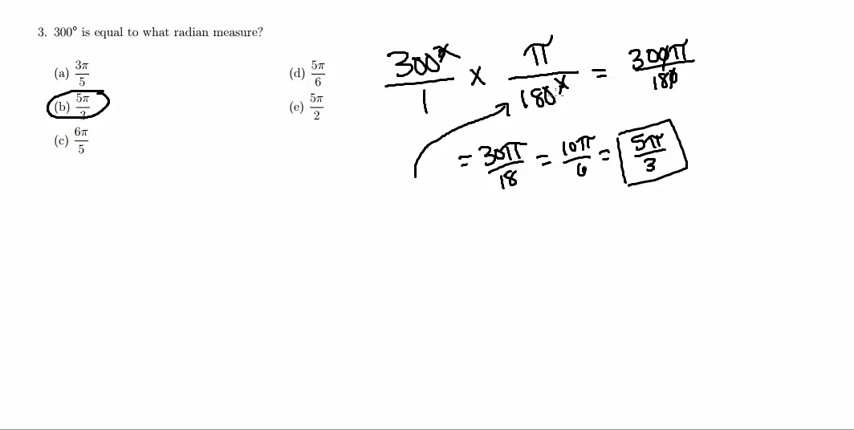 3. 300° is equal to what radian measure?
(a) 3π/5
(b) 5π/3
(c) 6π/5
(d) 5π/6
(e) 5π/2
300°/1 × π/180° = 300π/180
= 30π/18 = 10π/6 = 5π/3